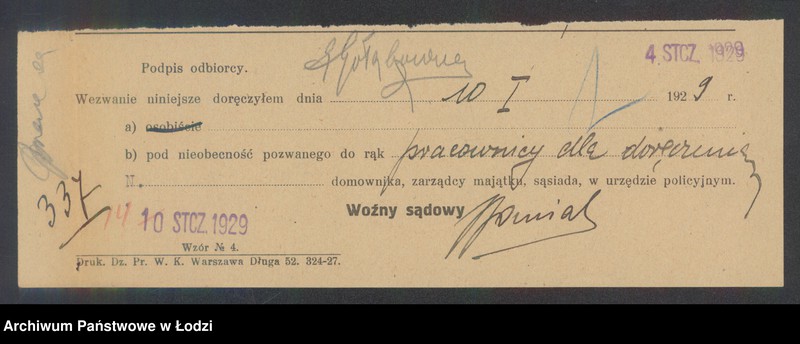 4 STCZ. 1929
Podpis odbiorcy.
Wezwanie niniejsze doręczyłem dnia 10 I 1929 r.
a) osobiście
b) pod nieobecność pozwanego do rąk pracownicy dla doręczenia
N. domownika, zarządcy majątku, sąsiada, w urzędzie policyjnym.
337
10 STCZ. 1929
Woźny sądowy
Wzór № 4.
Druk. Dz. Pr. W. K. Warszawa Długa 52. 324-27.
Archiwum Państwowe w Łodzi